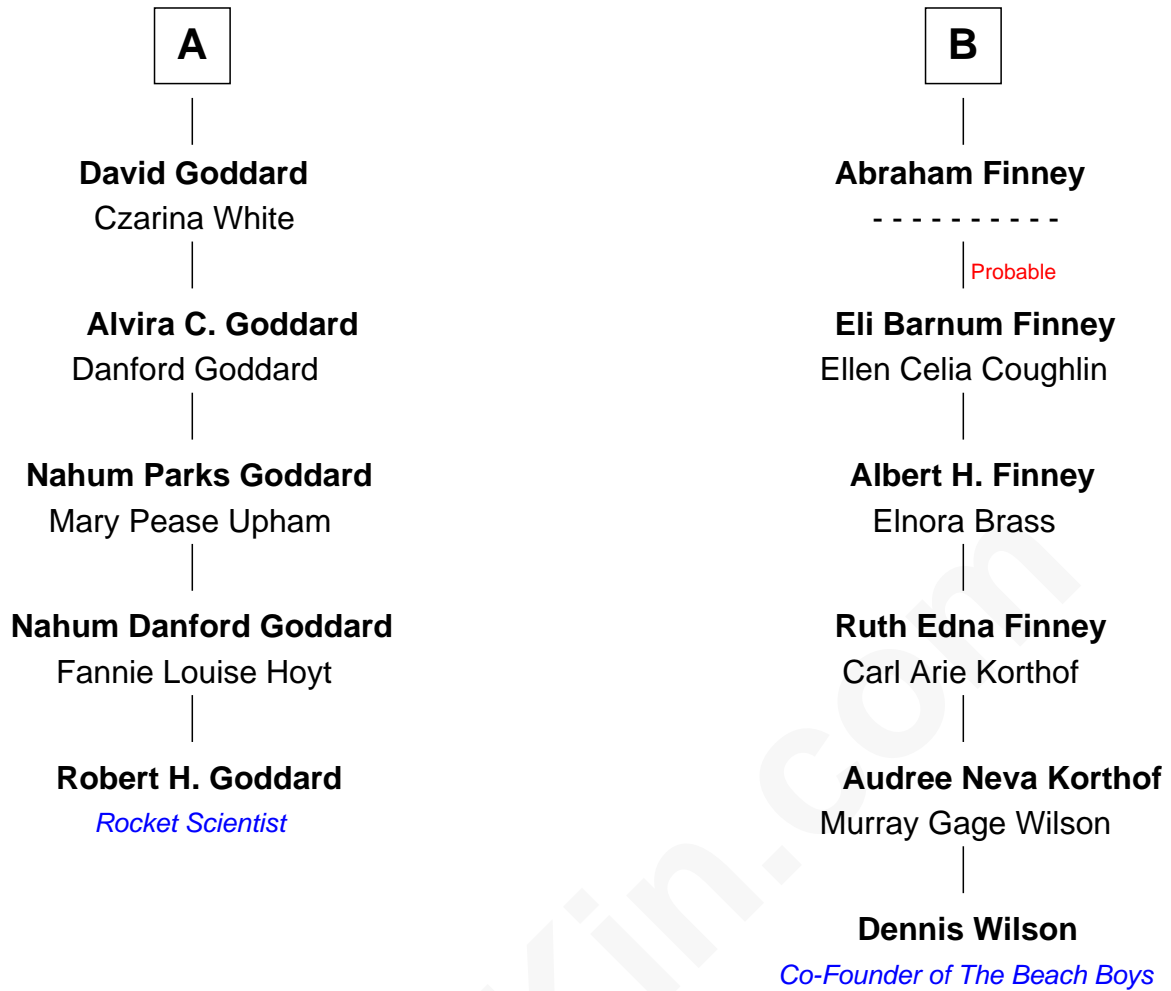 A
David Goddard
Czarina White
Alvira C. Goddard
Danford Goddard
Nahum Parks Goddard
Mary Pease Upham
Nahum Danford Goddard
Fannie Louise Hoyt
Robert H. Goddard
Rocket Scientist
B
Abraham Finney
- - - - - - - - - -
Probable
Eli Barnum Finney
Ellen Celia Coughlin
Albert H. Finney
Elnora Brass
Ruth Edna Finney
Carl Arie Korthof
Audree Neva Korthof
Murray Gage Wilson
Dennis Wilson
Co-Founder of The Beach Boys